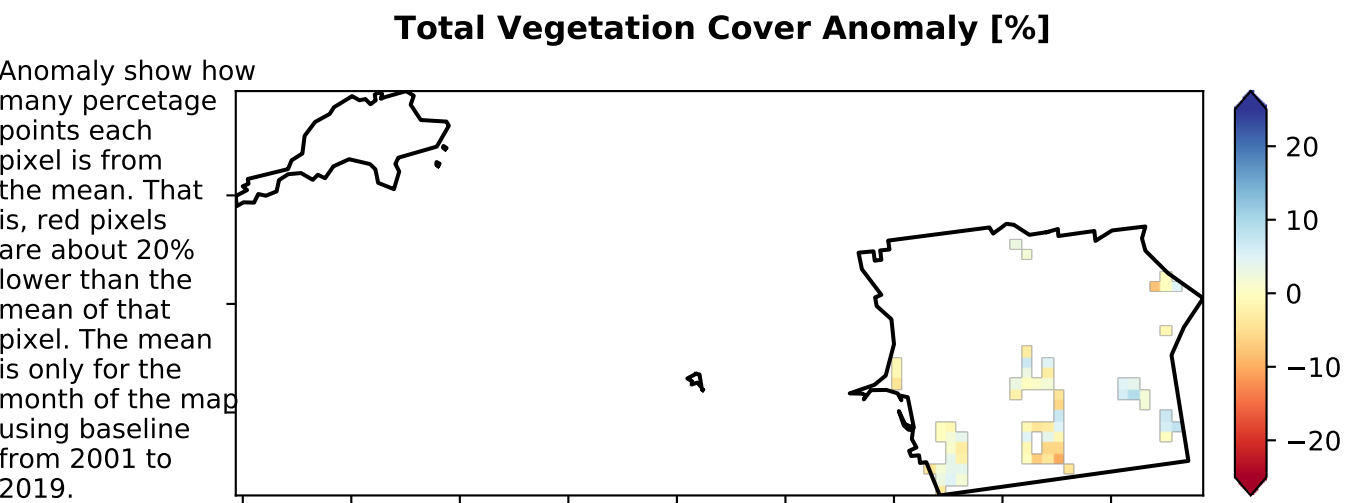 Total Vegetation Cover Anomaly [%]
Anomaly show how
many percetage
points each
pixel is from
the mean. That
is, red pixels
are about 20%
lower than the
mean of that
pixel. The mean
is only for the
month of the map
using baseline
from 2001 to
2019.
20
10
0
−10
−20